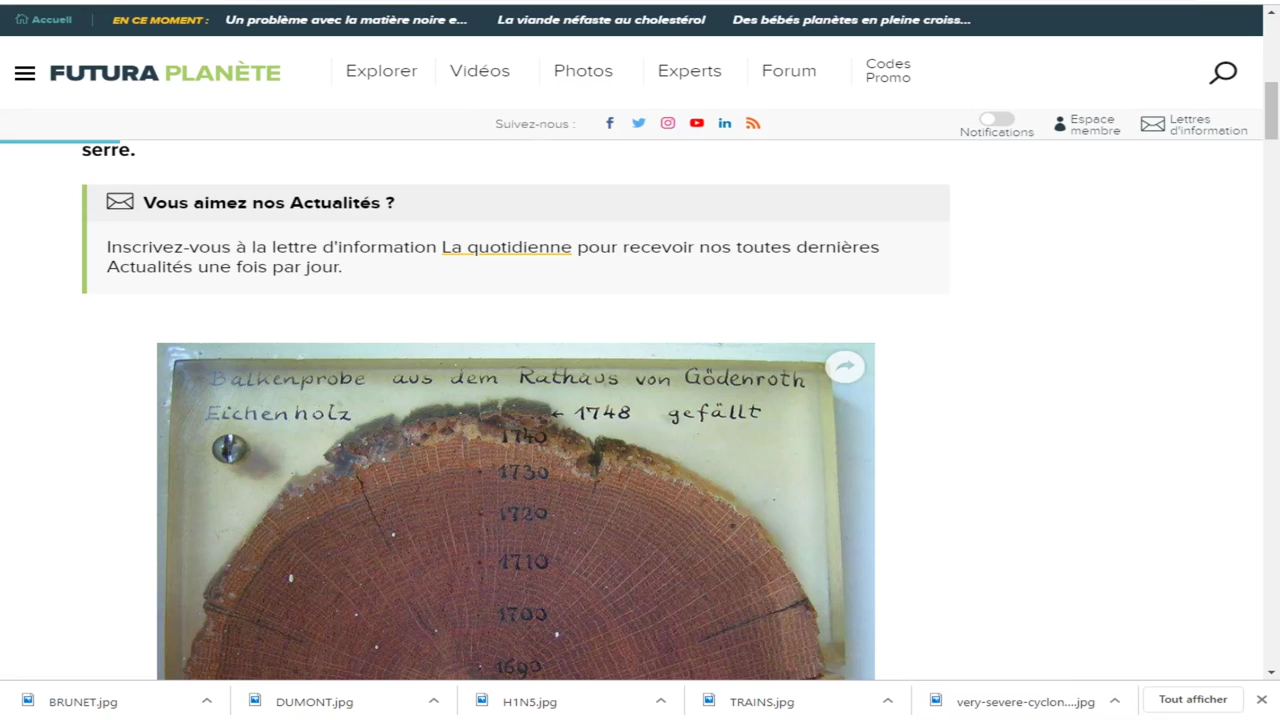 Accueil
EN CE MOMENT :
Un problème avec la matière noire e...
La viande néfaste au cholestérol
Des bébés planètes en pleine croiss...
FUTURA PLANÈTE
Explorer
Vidéos
Photos
Experts
Forum
Codes
Promo
Suivez-nous :
Notifications
Espace
membre
Lettres
d'information
serre.
Vous aimez nos Actualités ?
Inscrivez-vous à la lettre d'information La quotidienne pour recevoir nos toutes dernières
Actualités une fois par jour.
Balkenprobe aus dem Rathaus von Gödenroth
Eichenholz ← 1748 gefällt
1740
1730
1720
1710
1700
1690
BRUNET.jpg
DUMONT.jpg
H1N5.jpg
TRAINS.jpg
very-severe-cyclon....jpg
Tout afficher